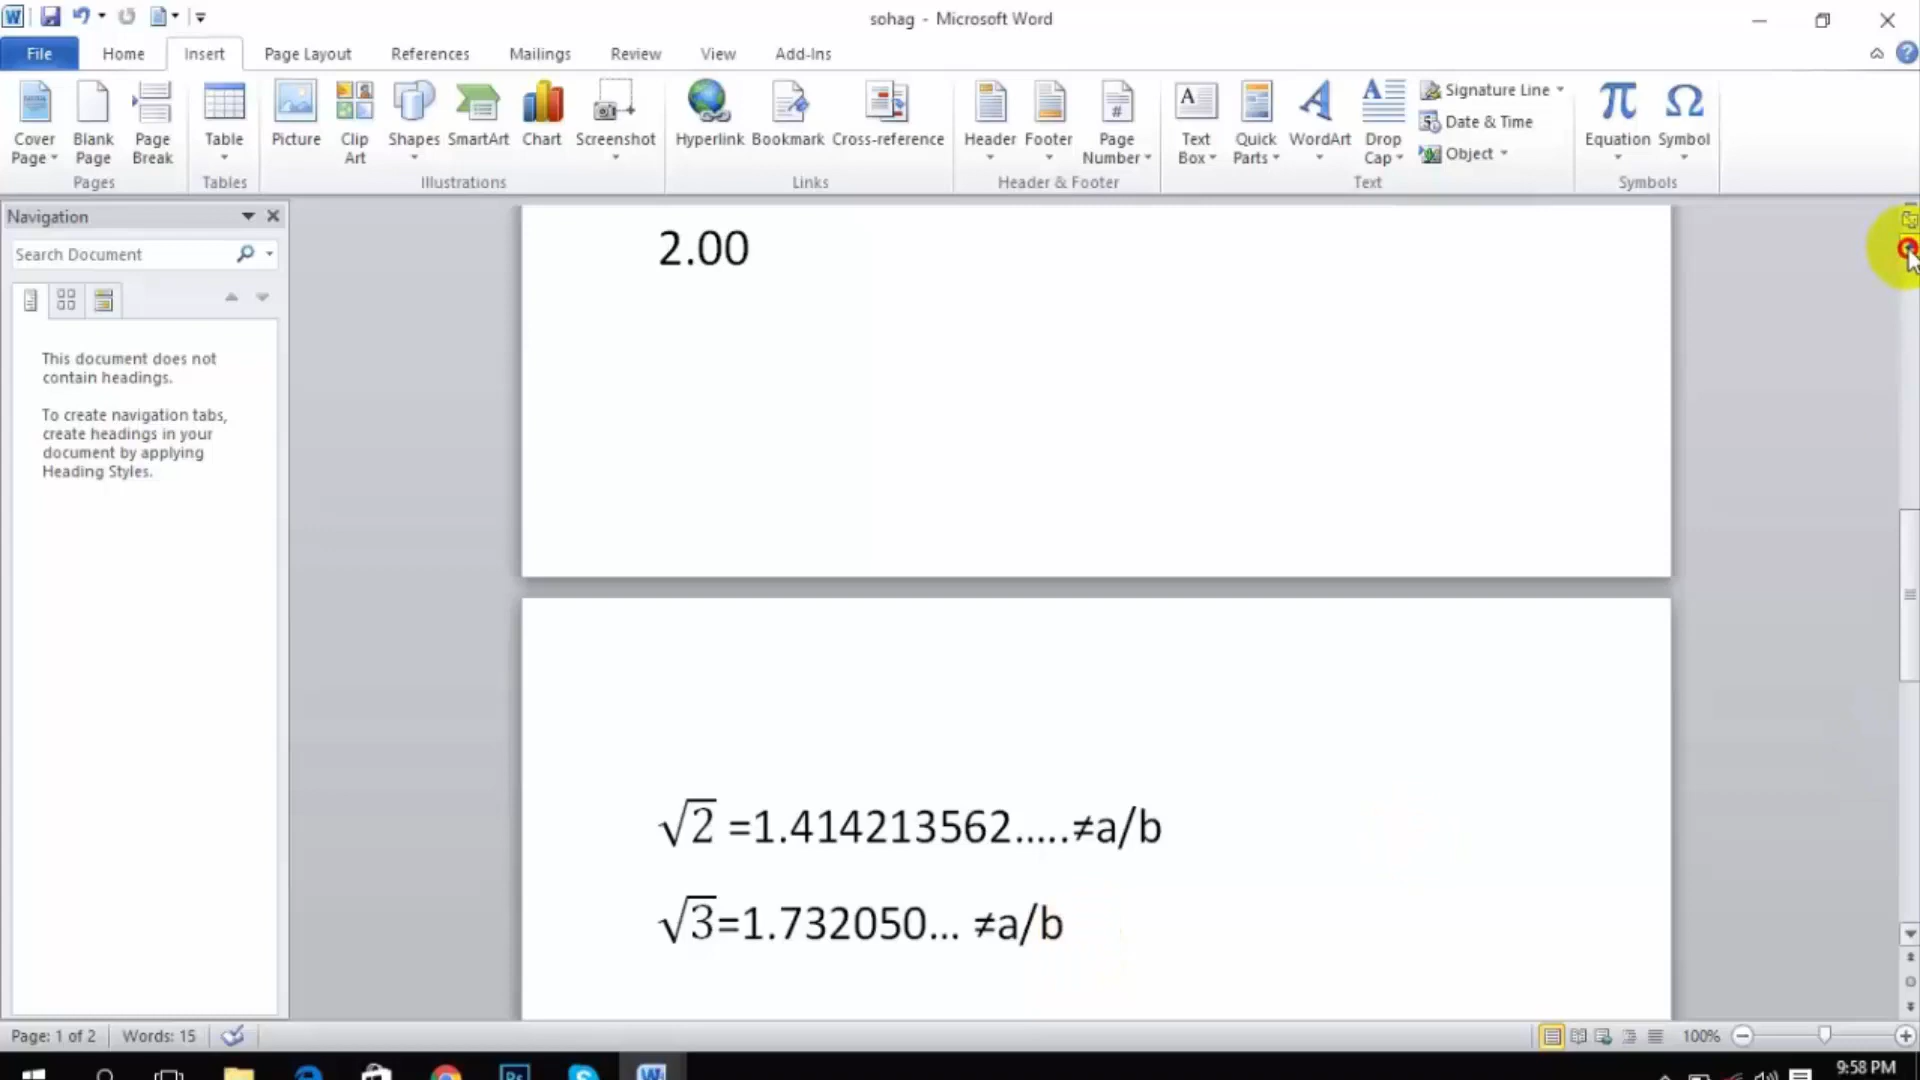 sohag - Microsoft Word
File Home Insert Page Layout References Mailings Review View Add-Ins
Cover Page Blank Page Page Break Table Picture Clip Art Shapes SmartArt Chart Screenshot Hyperlink Bookmark Cross-reference Header Footer Page Number Text Box Quick Parts WordArt Drop Cap Signature Line Equation Symbol
Date & Time
Object
Pages Tables Illustrations Links Header & Footer Text Symbols
Navigation
Search Document
This document does not
contain headings.
To create navigation tabs,
create headings in your
document by applying
Heading Styles.
2.00
√2 =1.414213562.....≠a/b
√3=1.732050... ≠a/b
Page: 1 of 2 Words: 15 100%
9:58 PM